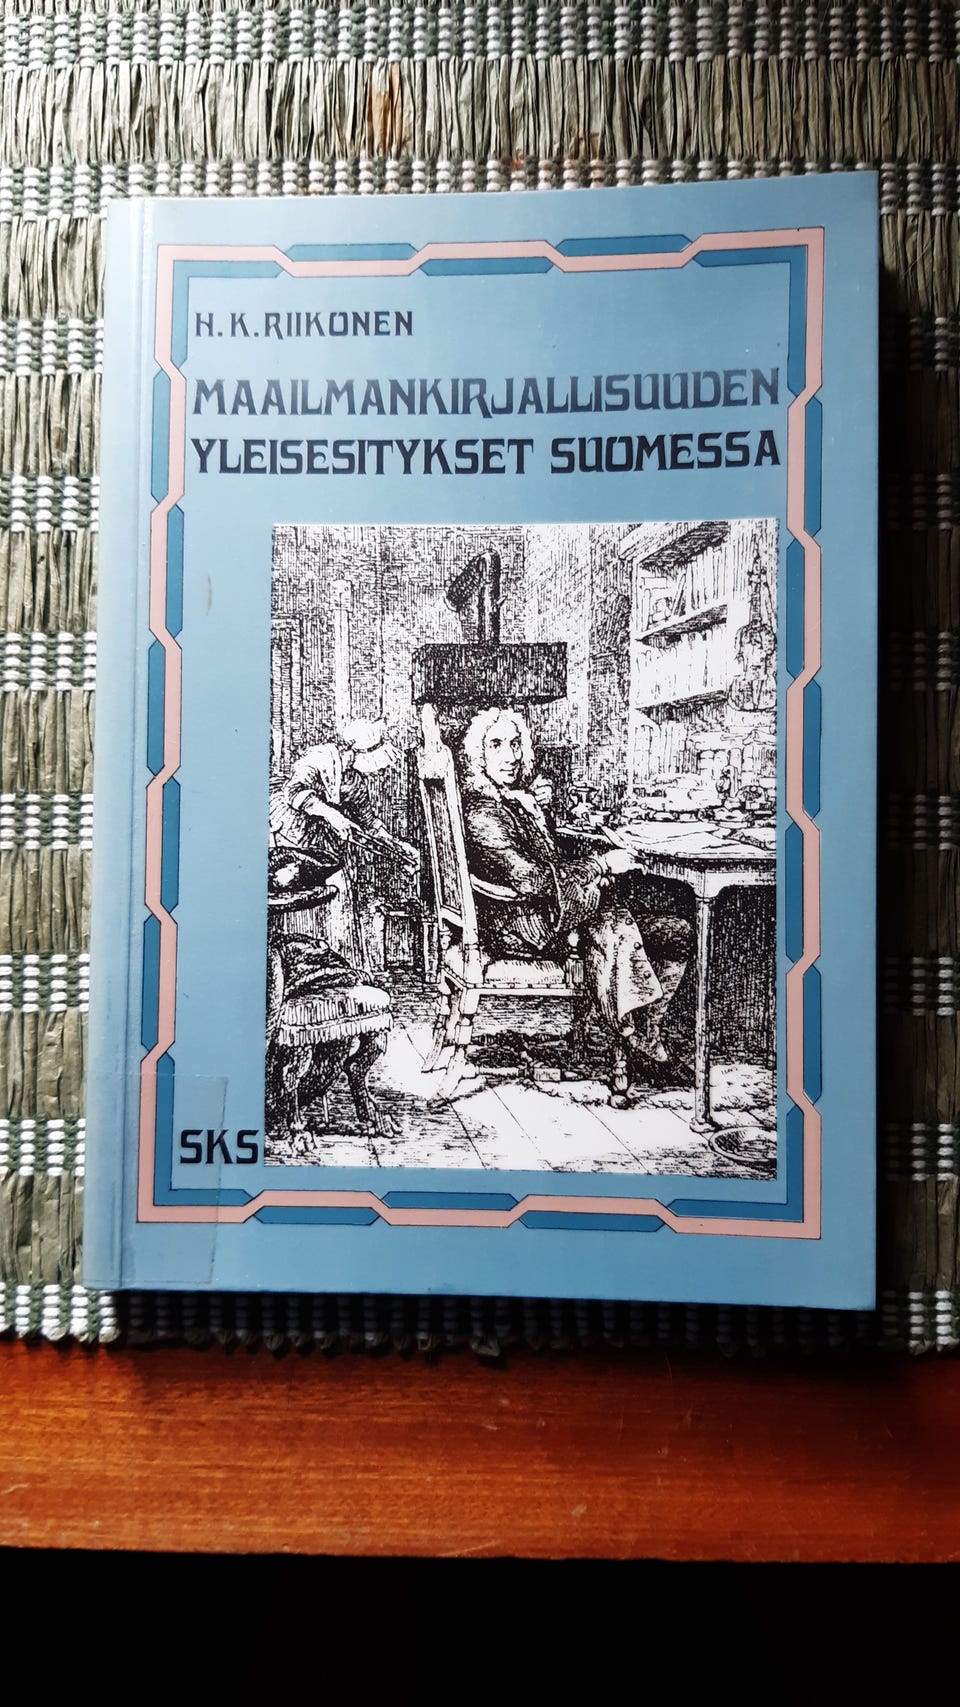 H. K. RIIKONEN
MAAILMANKIRJALLISUUDEN
YLEISESITYKSET SUOMESSA
SKS